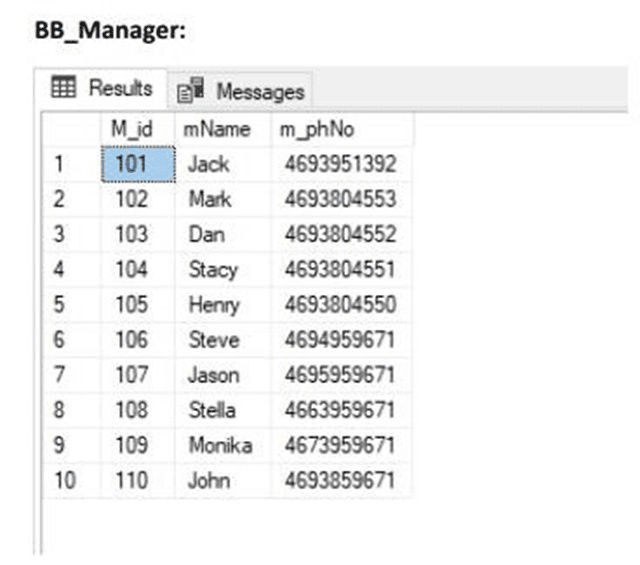 BB_Manager:
Results Messages
M_id mName m_phNo
1 101 Jack 4693951392
2 102 Mark 4693804553
3 103 Dan 4693804552
4 104 Stacy 4693804551
5 105 Henry 4693804550
6 106 Steve 4694959671
7 107 Jason 4695959671
8 108 Stella 4663959671
9 109 Monika 4673959671
10 110 John 4693859671